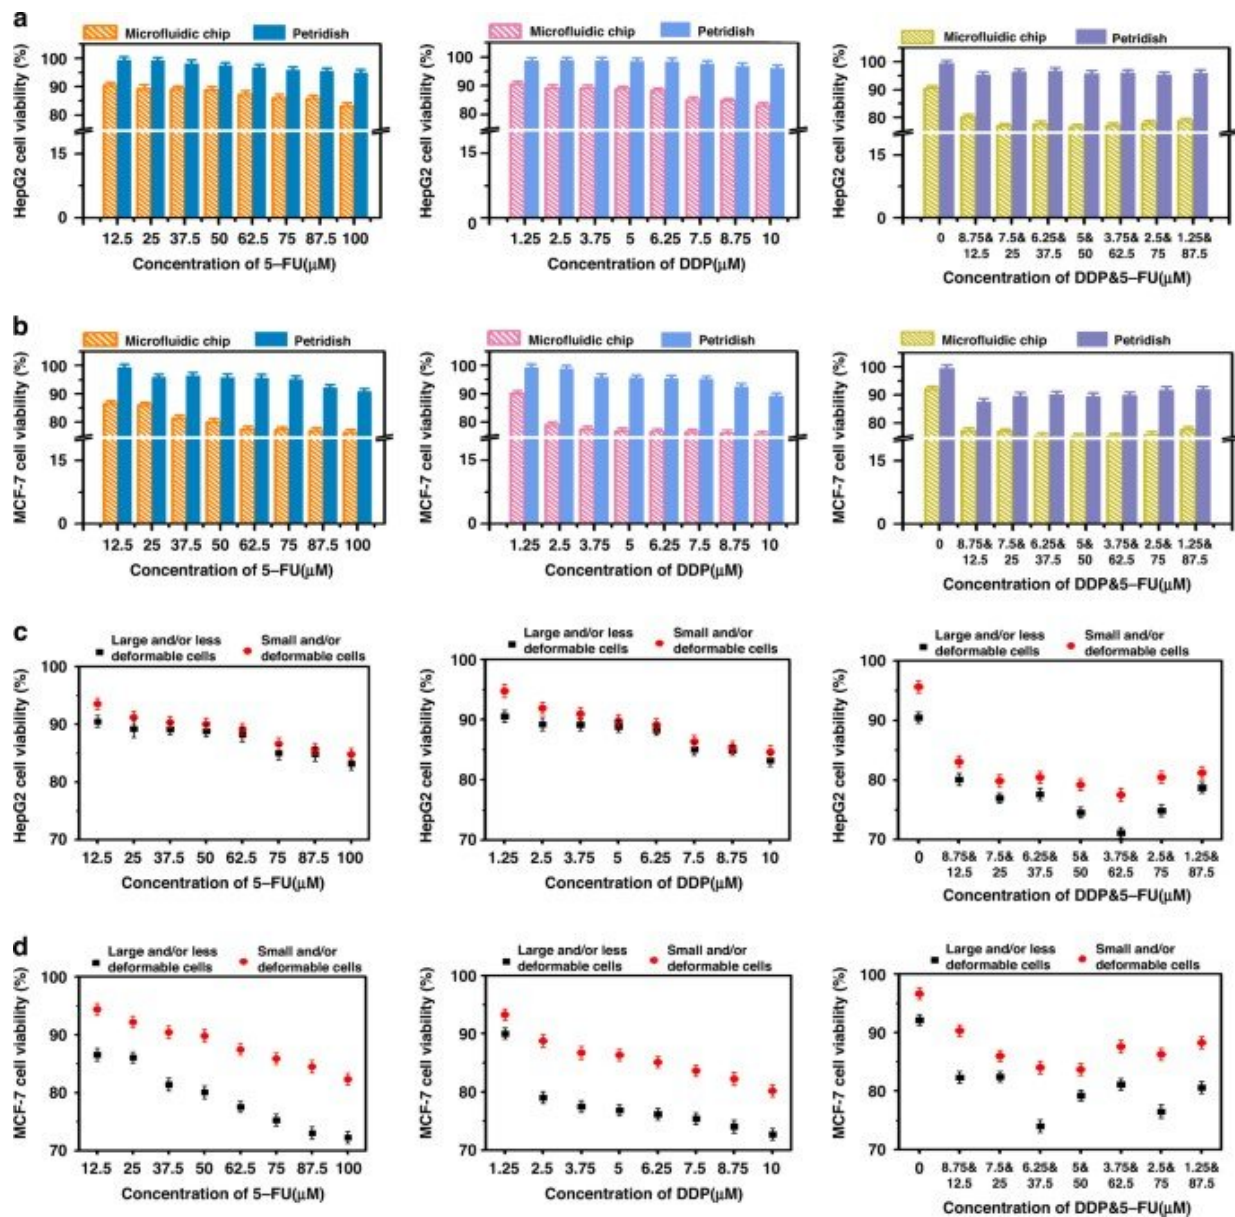 a
Microfluidic chip Petridish
HepG2 cell viability (%)
100
90
80
15
0
12.5 25 37.5 50 62.5 75 87.5 100
Concentration of 5–FU(μM)
Microfluidic chip Petridish
HepG2 cell viability (%)
100
90
80
15
0
1.25 2.5 3.75 5 6.25 7.5 8.75 10
Concentration of DDP(μM)
Microfluidic chip Petridish
HepG2 cell viability (%)
100
90
80
15
0
0 8.75& 7.5& 6.25& 5& 3.75& 2.5& 1.25&
12.5 25 37.5 50 62.5 75 87.5
Concentration of DDP&5–FU(μM)
b
Microfluidic chip Petridish
MCF-7 cell viability (%)
100
90
80
15
0
12.5 25 37.5 50 62.5 75 87.5 100
Concentration of 5–FU(μM)
Microfluidic chip Petridish
MCF-7 cell viability (%)
100
90
80
15
0
1.25 2.5 3.75 5 6.25 7.5 8.75 10
Concentration of DDP(μM)
Microfluidic chip Petridish
MCF-7 cell viability (%)
100
90
80
15
0
0 8.75& 7.5& 6.25& 5& 3.75& 2.5& 1.25&
12.5 25 37.5 50 62.5 75 87.5
Concentration of DDP&5–FU(μM)
c
Large and/or less Small and/or
deformable cells deformable cells
HepG2 cell viability (%)
100
90
80
70
12.5 25 37.5 50 62.5 75 87.5 100
Concentration of 5–FU(μM)
Large and/or less Small and/or
deformable cells deformable cells
HepG2 cell viability (%)
100
90
80
70
1.25 2.5 3.75 5 6.25 7.5 8.75 10
Concentration of DDP(μM)
Large and/or less Small and/or
deformable cells deformable cells
HepG2 cell viability (%)
100
90
80
70
0 8.75& 7.5& 6.25& 5& 3.75& 2.5& 1.25&
12.5 25 37.5 50 62.5 75 87.5
Concentration of DDP&5–FU(μM)
d
Large and/or less Small and/or
deformable cells deformable cells
MCF-7 cell viability (%)
100
90
80
70
12.5 25 37.5 50 62.5 75 87.5 100
Concentration of 5–FU(μM)
Large and/or less Small and/or
deformable cells deformable cells
MCF-7 cell viability (%)
100
90
80
70
1.25 2.5 3.75 5 6.25 7.5 8.75 10
Concentration of DDP(μM)
Large and/or less Small and/or
deformable cells deformable cells
MCF-7 cell viability (%)
100
90
80
70
0 8.75& 7.5& 6.25& 5& 3.75& 2.5& 1.25&
12.5 25 37.5 50 62.5 75 87.5
Concentration of DDP&5–FU(μM)